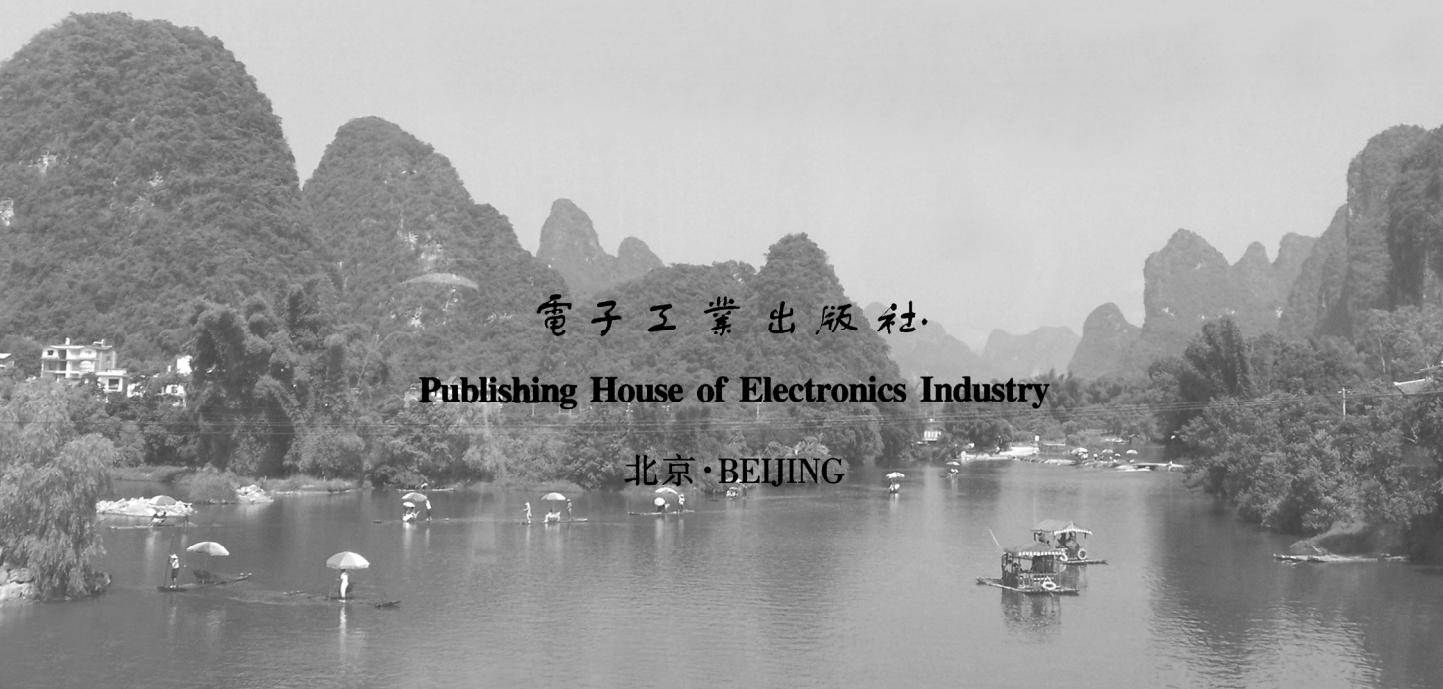 電子工業出版社.
Publishing House of Electronics Industry
北京·BEIJING